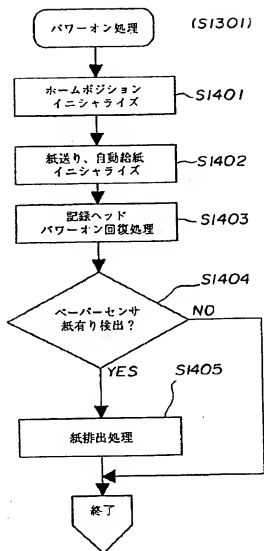 パワーオン処理
(S1301)
ホームポジション
イニシャライズ
S1401
紙送り、自動給紙
イニシャライズ
S1402
記録ヘッド
パワーオン回復処理
S1403
S1404
ペーパーセンサ
紙有り検出?
NO
YES
S1405
紙排出処理
終了